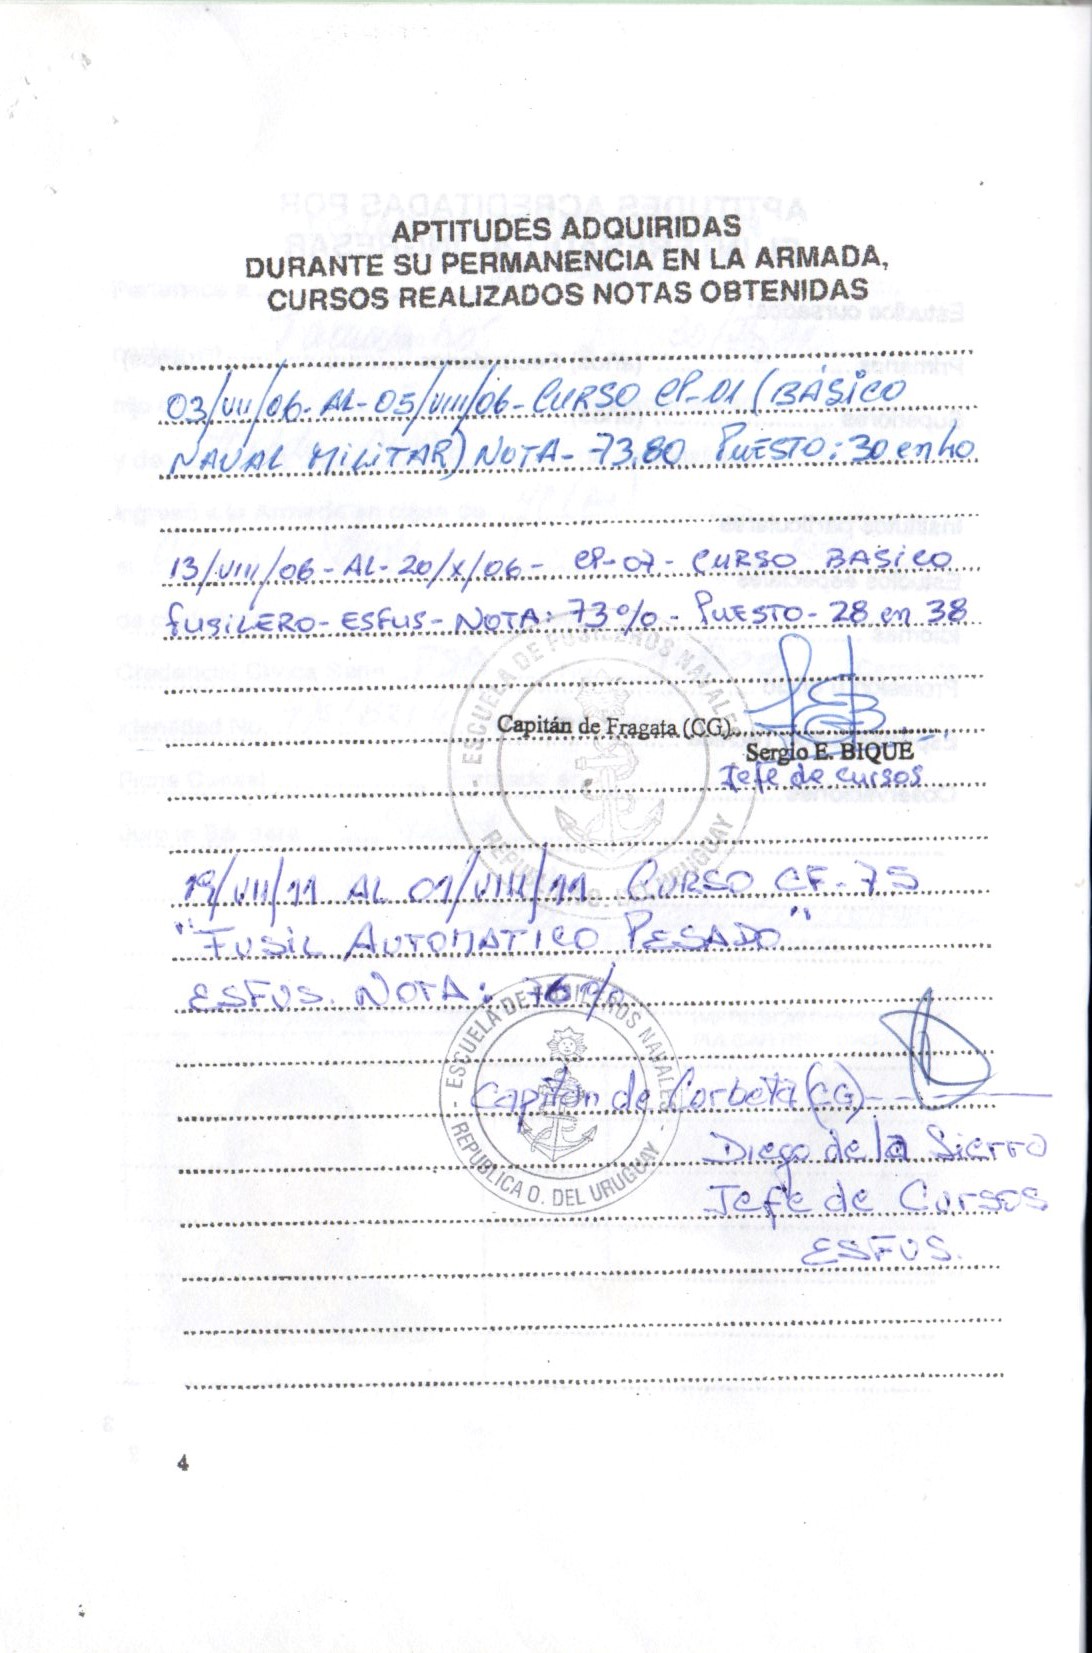 APTITUDES ADQUIRIDAS
DURANTE SU PERMANENCIA EN LA ARMADA,
CURSOS REALIZADOS NOTAS OBTENIDAS
03/VII/06-AL-05/VIII/06-CURSO CP-01 (BÁSICO
NAVAL MILITAR) NOTA-73,80 PUESTO: 30 en 40
13/VIII/06-AL-20/X/06- CP-07- CURSO BASICO
FUSILERO-ESFUS-NOTA: 73%- PUESTO-28 en 38
- ESCUELA DE FUSILEROS NAVALES -
REPUBLICA O. DEL URUGUAY
Capitán de Fragata (CG)
Sergio E. BIQUE
Jefe de cursos
19/VII/11 AL 01/VIII/11 CURSO CF-75
"FUSIL AUTOMATICO PESADO"
ESFUS. NOTA: 76%
- ESCUELA DE FUSILEROS NAVALES -
REPUBLICA O. DEL URUGUAY
Capitán de Corbeta (CG)
Diego de la Sierra
Jefe de Cursos
ESFUS.
4